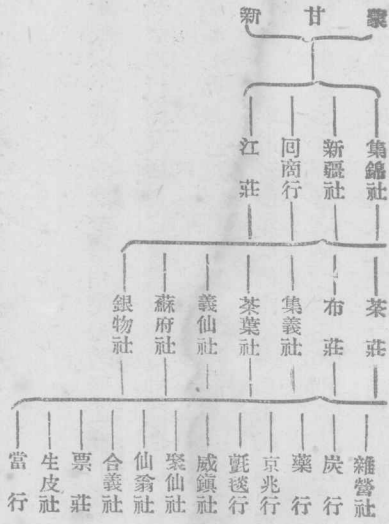 蒙 甘 新
集錦社
新疆社
回商行
江莊
茶莊
布莊
集義社
茶葉社
義仙社
蘇府社
銀物社
雜營社
炭行
藥行
京兆行
氈毯行
威鎭社
聚仙社
仙翁社
合義社
票莊
生皮社
當行